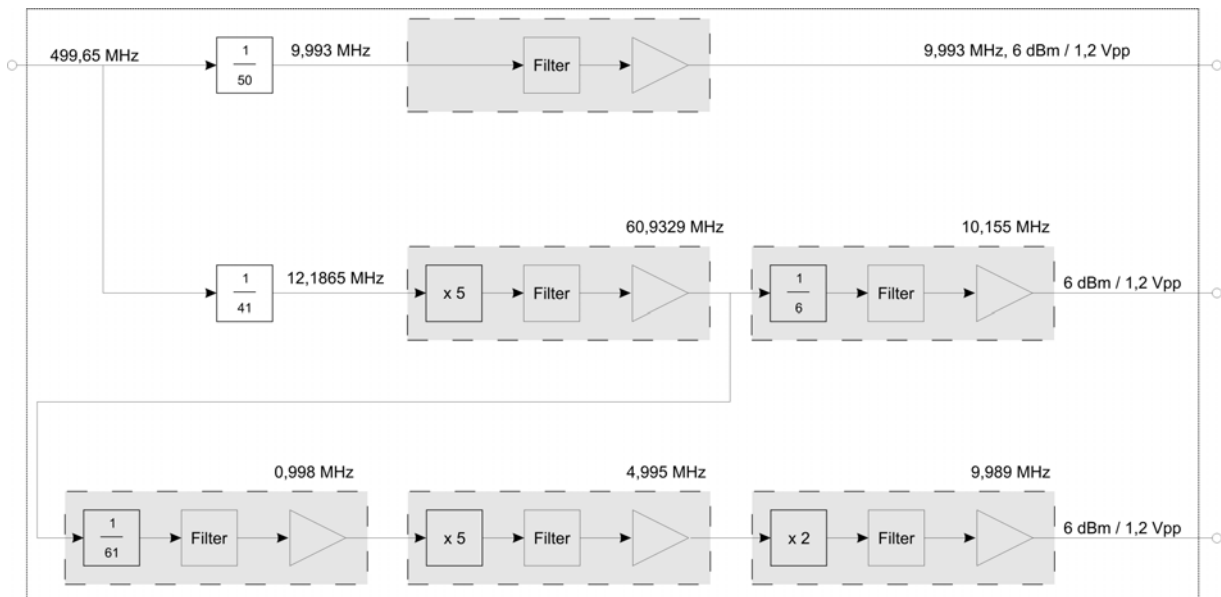 499,65 MHz
1
50
9,993 MHz
Filter
9,993 MHz, 6 dBm / 1,2 Vpp
1
41
12,1865 MHz
60,9329 MHz
x 5
Filter
10,155 MHz
1
6
Filter
6 dBm / 1,2 Vpp
0,998 MHz
1
61
Filter
4,995 MHz
x 5
Filter
9,989 MHz
x 2
Filter
6 dBm / 1,2 Vpp